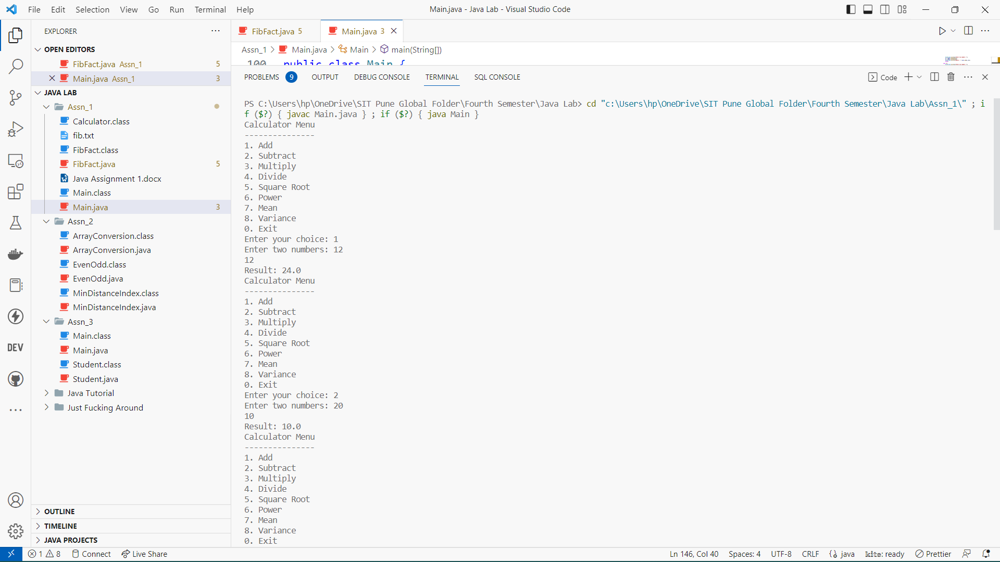 File Edit Selection View Go Run Terminal Help
Main.java - Java Lab - Visual Studio Code
EXPLORER
OPEN EDITORS
FibFact.java Assn_1 5
Main.java Assn_1 3
JAVA LAB
Assn_1
Calculator.class
fib.txt
FibFact.class
FibFact.java 5
Java Assignment 1.docx
Main.class
Main.java 3
Assn_2
ArrayConversion.class
ArrayConversion.java
EvenOdd.class
EvenOdd.java
MinDistanceIndex.class
MinDistanceIndex.java
Assn_3
Main.class
Main.java
Student.class
Student.java
Java Tutorial
Just Fucking Around
OUTLINE
TIMELINE
JAVA PROJECTS
DEV
FibFact.java 5
Main.java 3
Assn_1 > Main.java > Main > main(String[])
100 public class Main {
PROBLEMS 9 OUTPUT DEBUG CONSOLE TERMINAL SQL CONSOLE
Code
PS C:\Users\hp\OneDrive\SIT Pune Global Folder\Fourth Semester\Java Lab> cd "c:\Users\hp\OneDrive\SIT Pune Global Folder\Fourth Semester\Java Lab\Assn_1\" ; i
f ($?) { javac Main.java } ; if ($?) { java Main }
Calculator Menu
---------------
1. Add
2. Subtract
3. Multiply
4. Divide
5. Square Root
6. Power
7. Mean
8. Variance
0. Exit
Enter your choice: 1
Enter two numbers: 12
12
Result: 24.0
Calculator Menu
---------------
1. Add
2. Subtract
3. Multiply
4. Divide
5. Square Root
6. Power
7. Mean
8. Variance
0. Exit
Enter your choice: 2
Enter two numbers: 20
10
Result: 10.0
Calculator Menu
---------------
1. Add
2. Subtract
3. Multiply
4. Divide
5. Square Root
6. Power
7. Mean
8. Variance
0. Exit
1 8 Connect Live Share
Ln 146, Col 40 Spaces: 4 UTF-8 CRLF java kite: ready Prettier